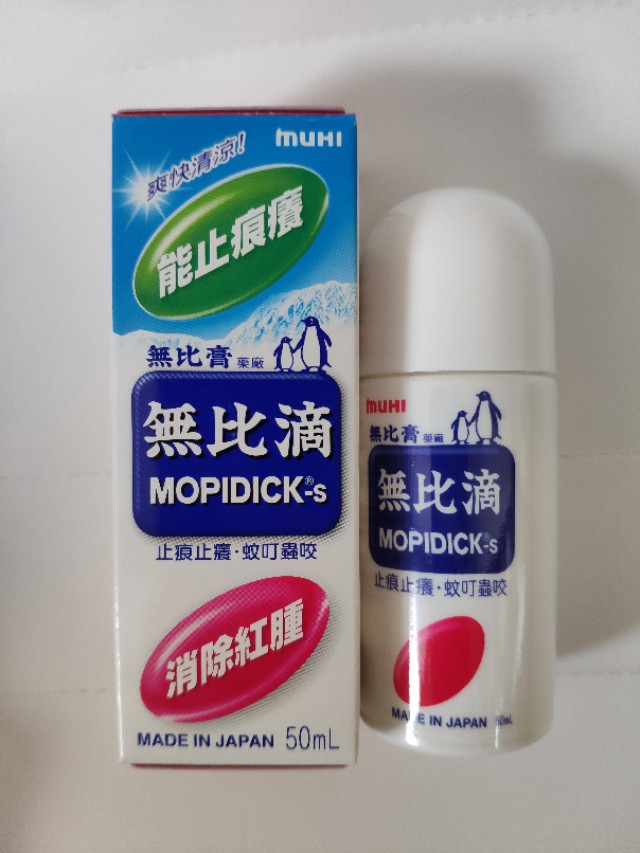 muHI
爽快清涼!
能止痕癢
無比膏藥廠
無比滴
MOPIDICK®-s
止痕止癢·蚊叮蟲咬
消除紅腫
MADE IN JAPAN 50mL
muHI
無比膏藥廠
無比滴
MOPIDICK®-s
止痕止癢·蚊叮蟲咬
MADE IN JAPAN 50mL